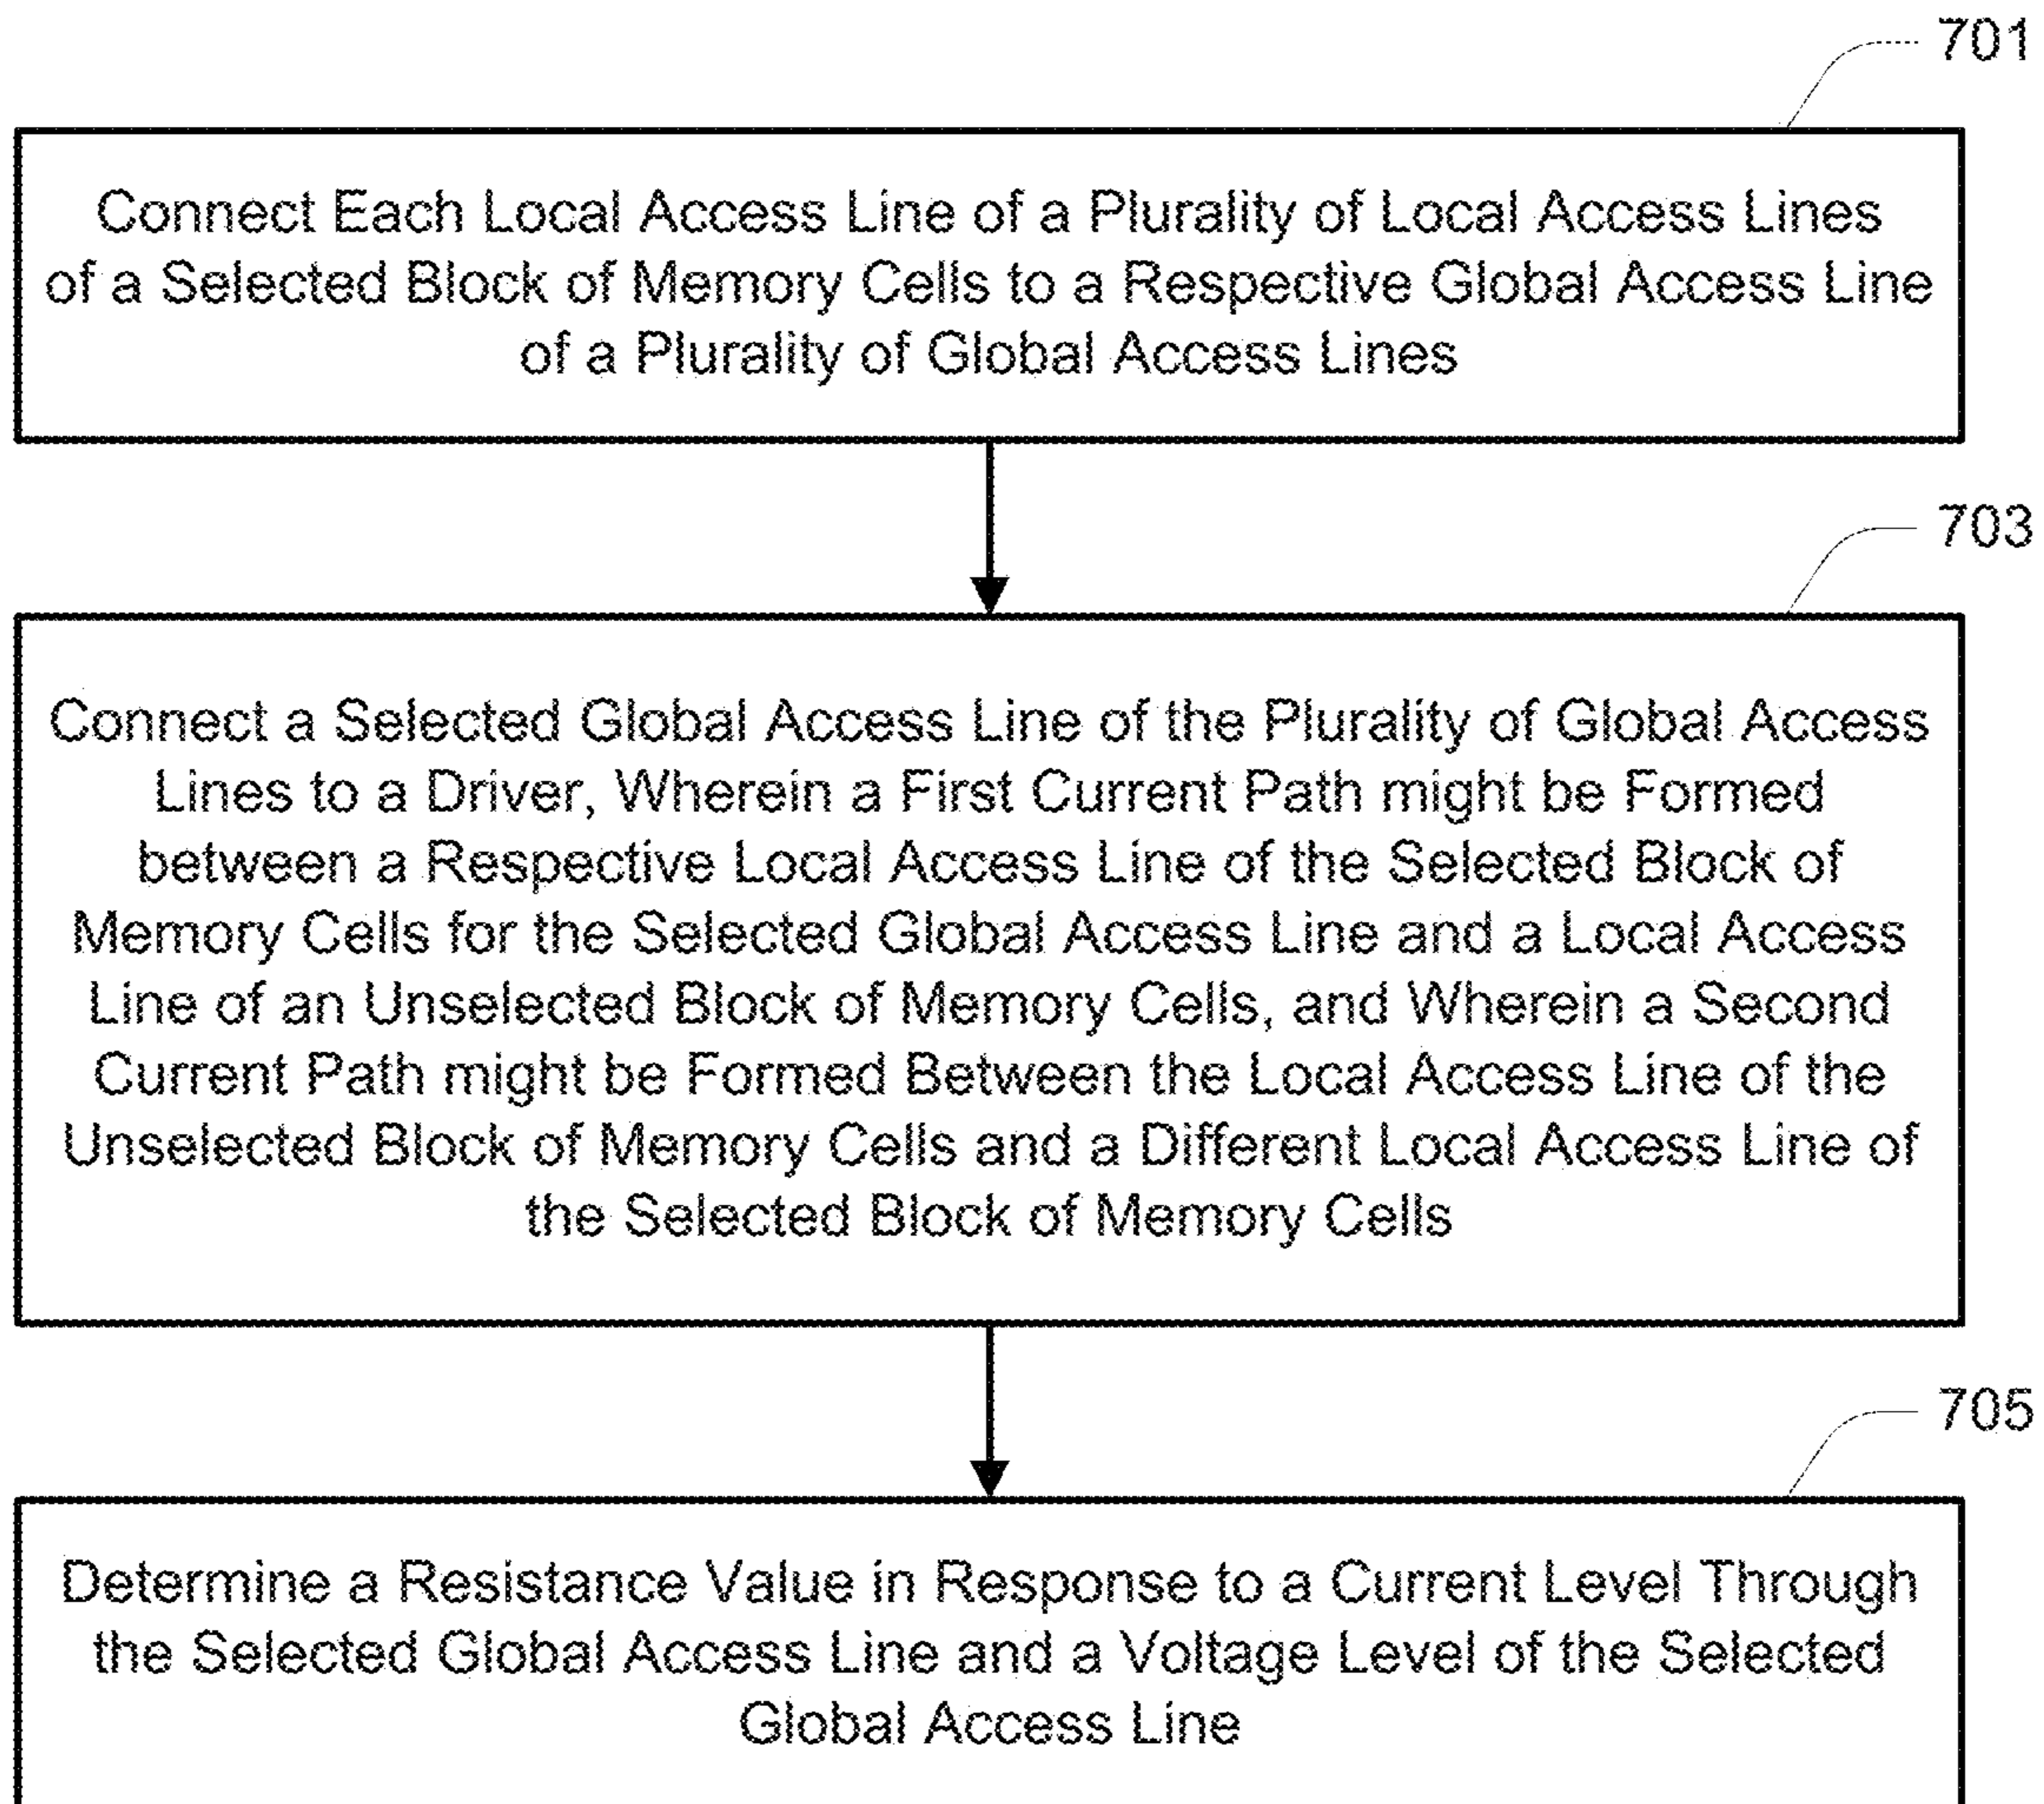 701
Connect Each Local Access Line of a Plurality of Local Access Lines
of a Selected Block of Memory Cells to a Respective Global Access Line
of a Plurality of Global Access Lines
703
Connect a Selected Global Access Line of the Plurality of Global Access
Lines to a Driver, Wherein a First Current Path might be Formed
between a Respective Local Access Line of the Selected Block of
Memory Cells for the Selected Global Access Line and a Local Access
Line of an Unselected Block of Memory Cells, and Wherein a Second
Current Path might be Formed Between the Local Access Line of the
Unselected Block of Memory Cells and a Different Local Access Line of
the Selected Block of Memory Cells
705
Determine a Resistance Value in Response to a Current Level Through
the Selected Global Access Line and a Voltage Level of the Selected
Global Access Line